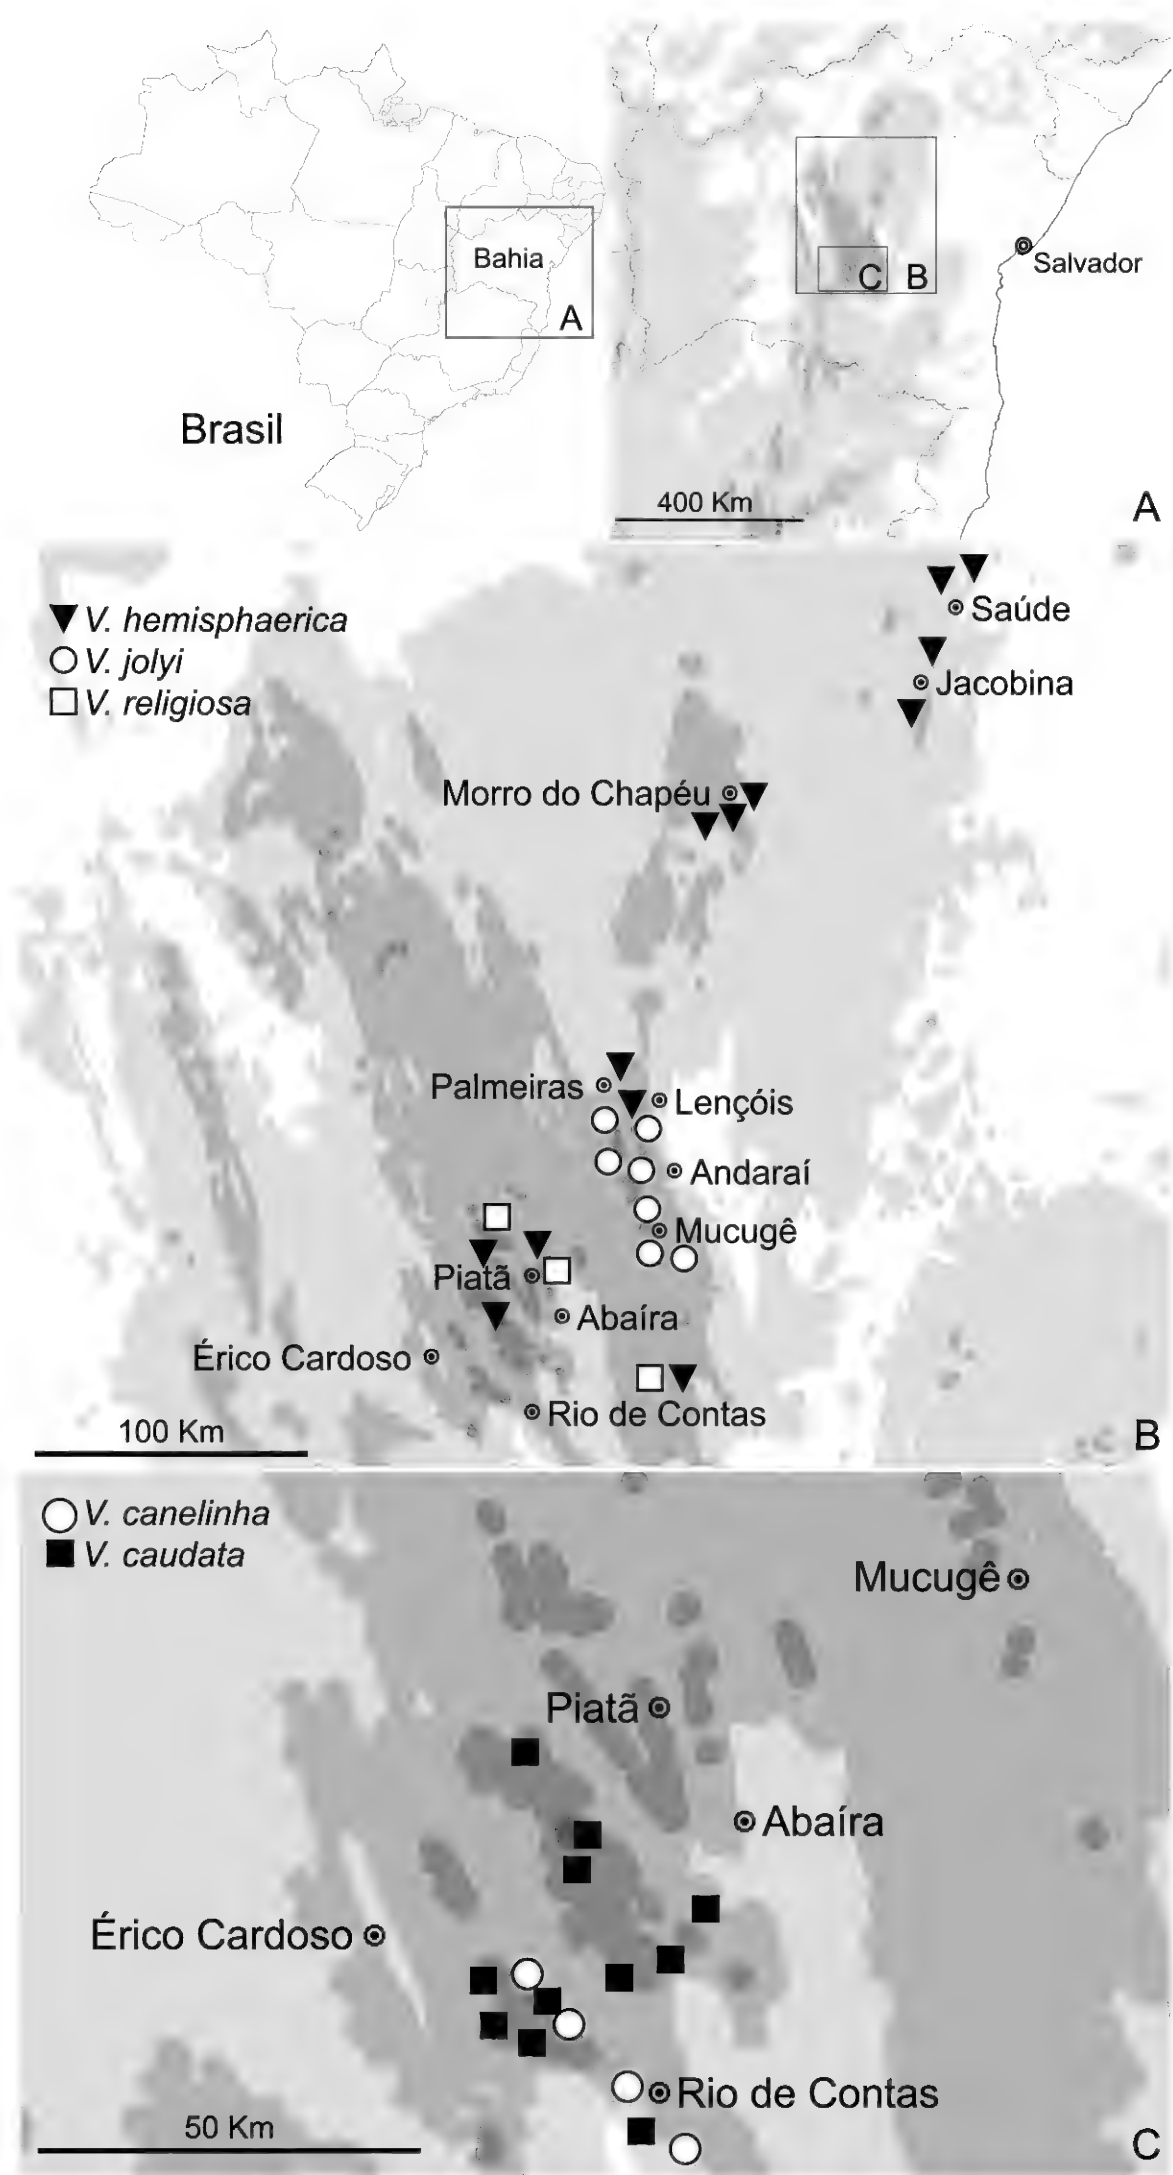 Bahia
A
Brasil
C
B
Salvador
400 Km
A
V. hemisphaerica
V. jolyi
V. religiosa
Saúde
Jacobina
Morro do Chapéu
Palmeiras
Lençóis
Andaraí
Mucugê
Piatã
Abaíra
Érico Cardoso
Rio de Contas
100 Km
B
V. canelinha
V. caudata
Mucugê
Piatã
Abaíra
Érico Cardoso
Rio de Contas
50 Km
C